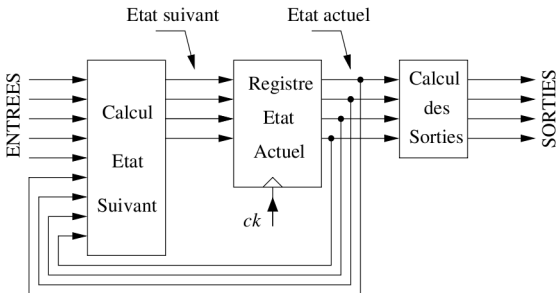 Etat suivant
Etat actuel
ENTREES
Calcul
Etat
Suivant
Registre
Etat
Actuel
ck
Calcul
des
Sorties
SORTIES